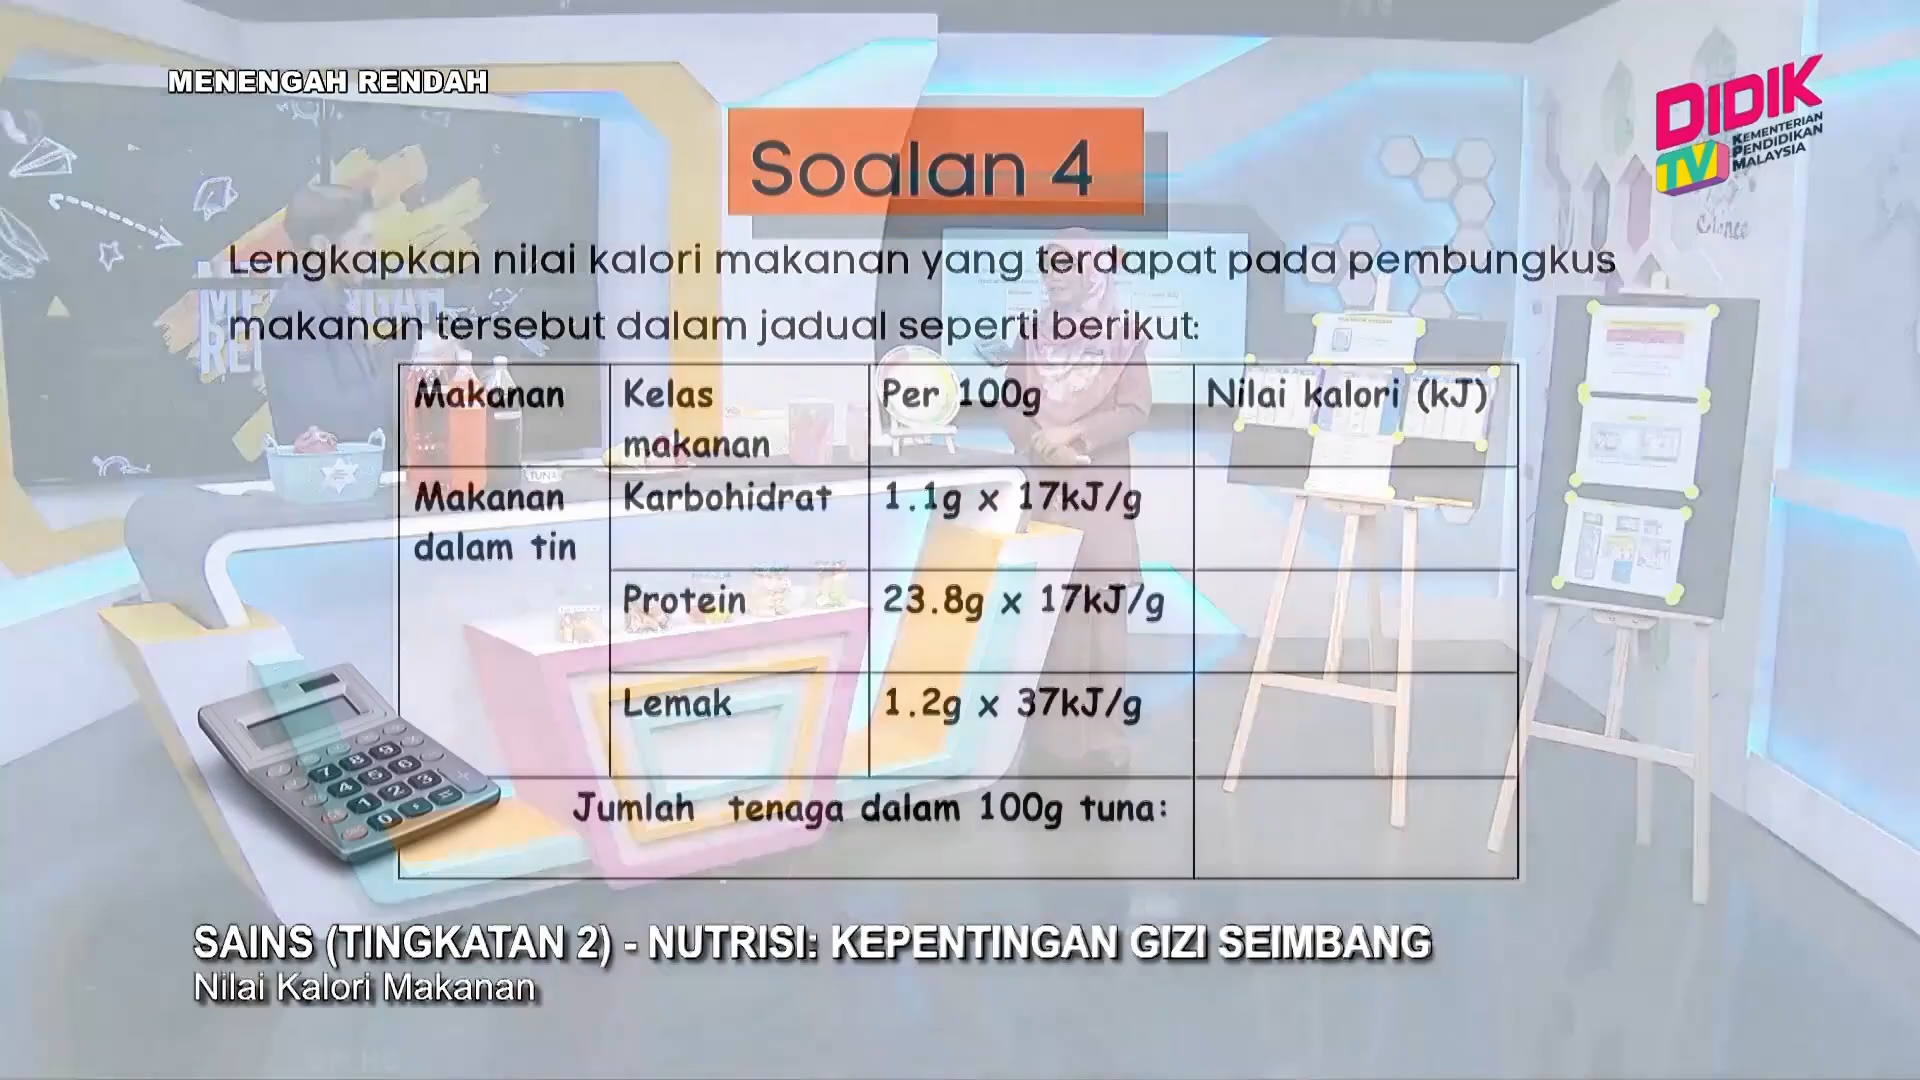 MENENGAH RENDAH
DIDIK
TV
KEMENTERIAN
PENDIDIKAN
MALAYSIA
Soalan 4
Lengkapkan nilai kalori makanan yang terdapat pada pembungkus
makanan tersebut dalam jadual seperti berikut:
Makanan
Kelas
makanan
Per 100g
Nilai kalori (kJ)
Makanan
dalam tin
Karbohidrat
1.1g x 17kJ/g
Protein
23.8g x 17kJ/g
Lemak
1.2g x 37kJ/g
Jumlah tenaga dalam 100g tuna:
TUNA
SAINS (TINGKATAN 2) - NUTRISI: KEPENTINGAN GIZI SEIMBANG
Nilai Kalori Makanan